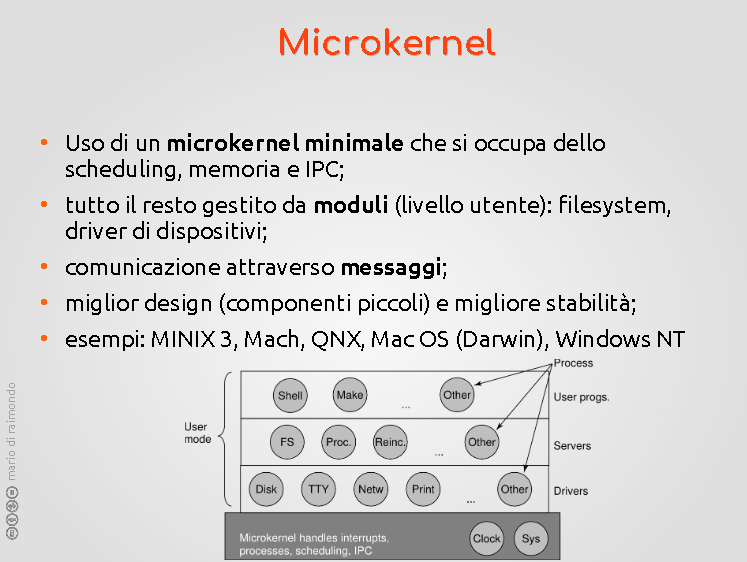 Microkernel
• Uso di un microkernel minimale che si occupa dello
scheduling, memoria e IPC;
• tutto il resto gestito da moduli (livello utente): filesystem,
driver di dispositivi;
• comunicazione attraverso messaggi;
• miglior design (componenti piccoli) e migliore stabilità;
• esempi: MINIX 3, Mach, QNX, Mac OS (Darwin), Windows NT
Process
Shell Make ... Other User progs.
User
mode
FS Proc. Reinc. ... Other Servers
Disk TTY Netw Print ... Other Drivers
Microkernel handles interrupts,
processes, scheduling, IPC
Clock Sys
mario di raimondo